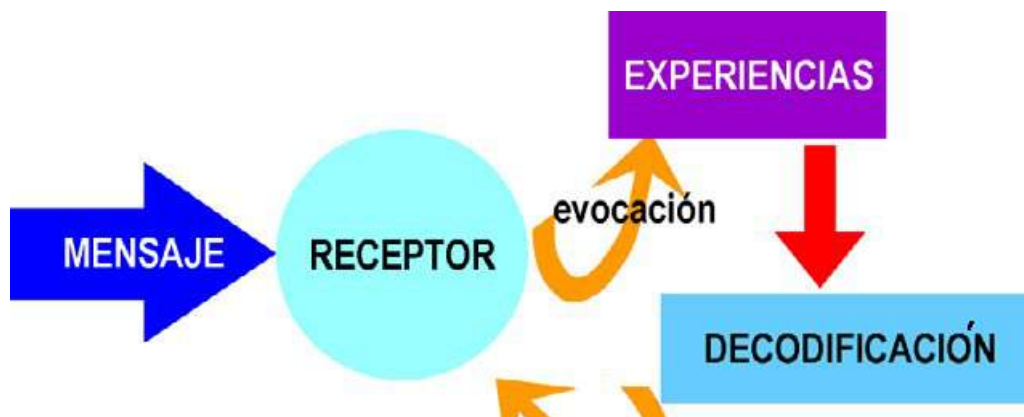 EXPERIENCIAS
evocación
MENSAJE
RECEPTOR
DECODIFICACIÓN